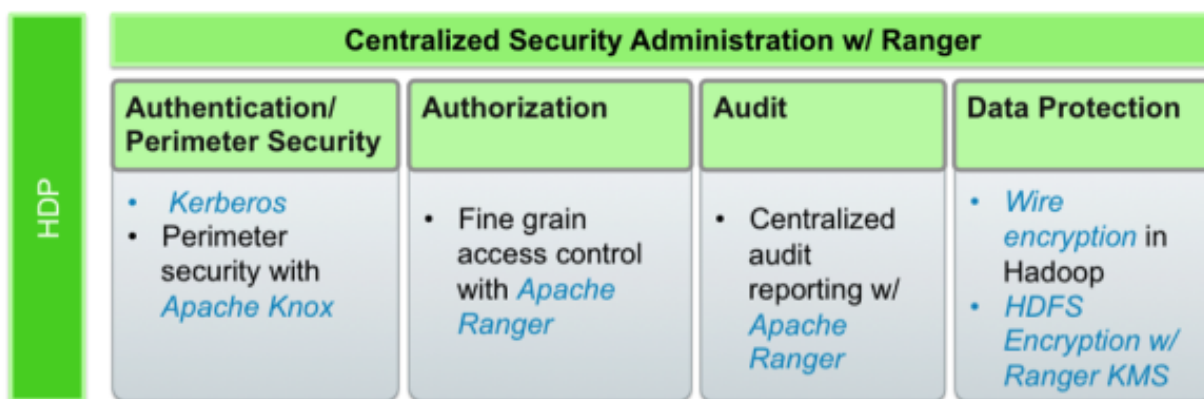 HDP
Centralized Security Administration w/ Ranger
Authentication/
Perimeter Security
• Kerberos
• Perimeter
security with
Apache Knox
Authorization
• Fine grain
access control
with Apache
Ranger
Audit
• Centralized
audit
reporting w/
Apache
Ranger
Data Protection
• Wire
encryption in
Hadoop
• HDFS
Encryption w/
Ranger KMS